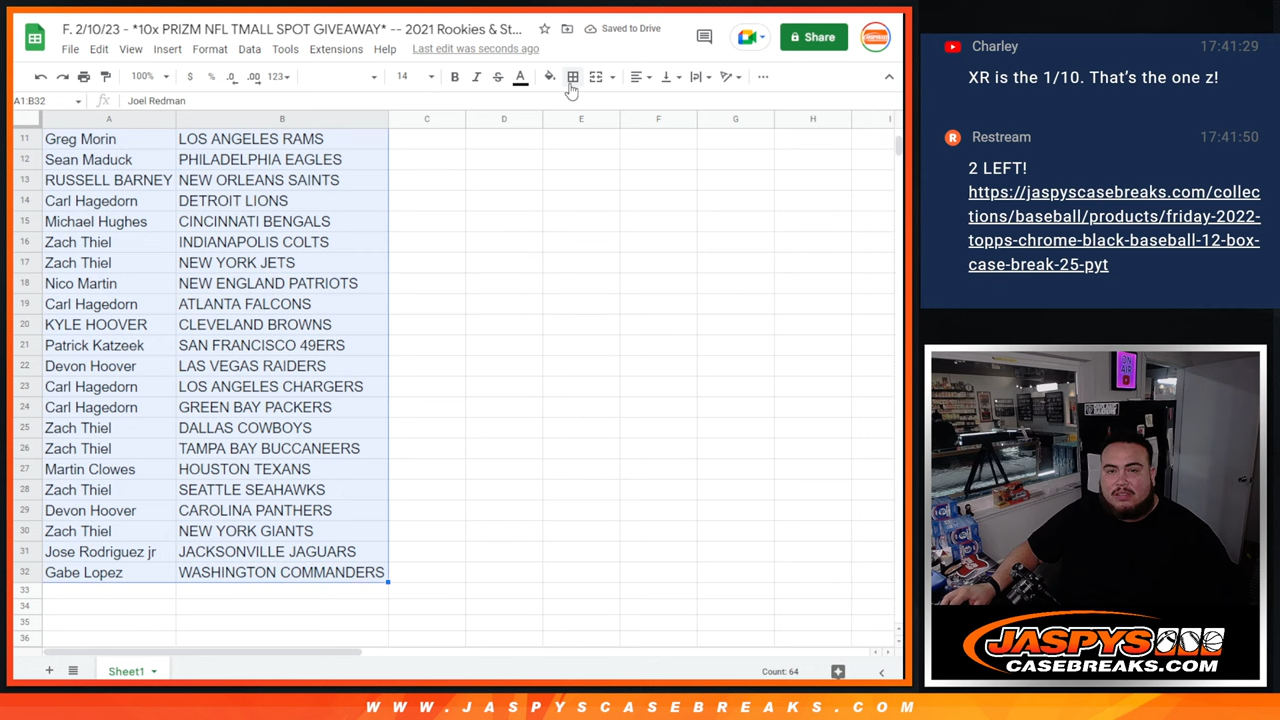 F. 2/10/23 - *10x PRIZM NFL TMALL SPOT GIVEAWAY* -- 2021 Rookies & St...
Saved to Drive
Share
File Edit View Insert Format Data Tools Extensions Help Last edit was seconds ago
100% $ % .0 .00 123 14 B I S A
A1:B32 fx Joel Redman
A B C D E F G H I
11 Greg Morin LOS ANGELES RAMS
12 Sean Maduck PHILADELPHIA EAGLES
13 RUSSELL BARNEY NEW ORLEANS SAINTS
14 Carl Hagedorn DETROIT LIONS
15 Michael Hughes CINCINNATI BENGALS
16 Zach Thiel INDIANAPOLIS COLTS
17 Zach Thiel NEW YORK JETS
18 Nico Martin NEW ENGLAND PATRIOTS
19 Carl Hagedorn ATLANTA FALCONS
20 KYLE HOOVER CLEVELAND BROWNS
21 Patrick Katzeek SAN FRANCISCO 49ERS
22 Devon Hoover LAS VEGAS RAIDERS
23 Carl Hagedorn LOS ANGELES CHARGERS
24 Carl Hagedorn GREEN BAY PACKERS
25 Zach Thiel DALLAS COWBOYS
26 Zach Thiel TAMPA BAY BUCCANEERS
27 Martin Clowes HOUSTON TEXANS
28 Zach Thiel SEATTLE SEAHAWKS
29 Devon Hoover CAROLINA PANTHERS
30 Zach Thiel NEW YORK GIANTS
31 Jose Rodriguez jr JACKSONVILLE JAGUARS
32 Gabe Lopez WASHINGTON COMMANDERS
33
34
35
36
Sheet1
Count: 64
Charley 17:41:29
XR is the 1/10. That's the one z!
Restream 17:41:50
2 LEFT!
https://jaspyscasebreaks.com/collec
tions/baseball/products/friday-2022-
topps-chrome-black-baseball-12-box-
case-break-25-pyt
ON
AIR
JASPYS
CASEBREAKS.COM
WWW.JASPYSCASEBREAKS.COM